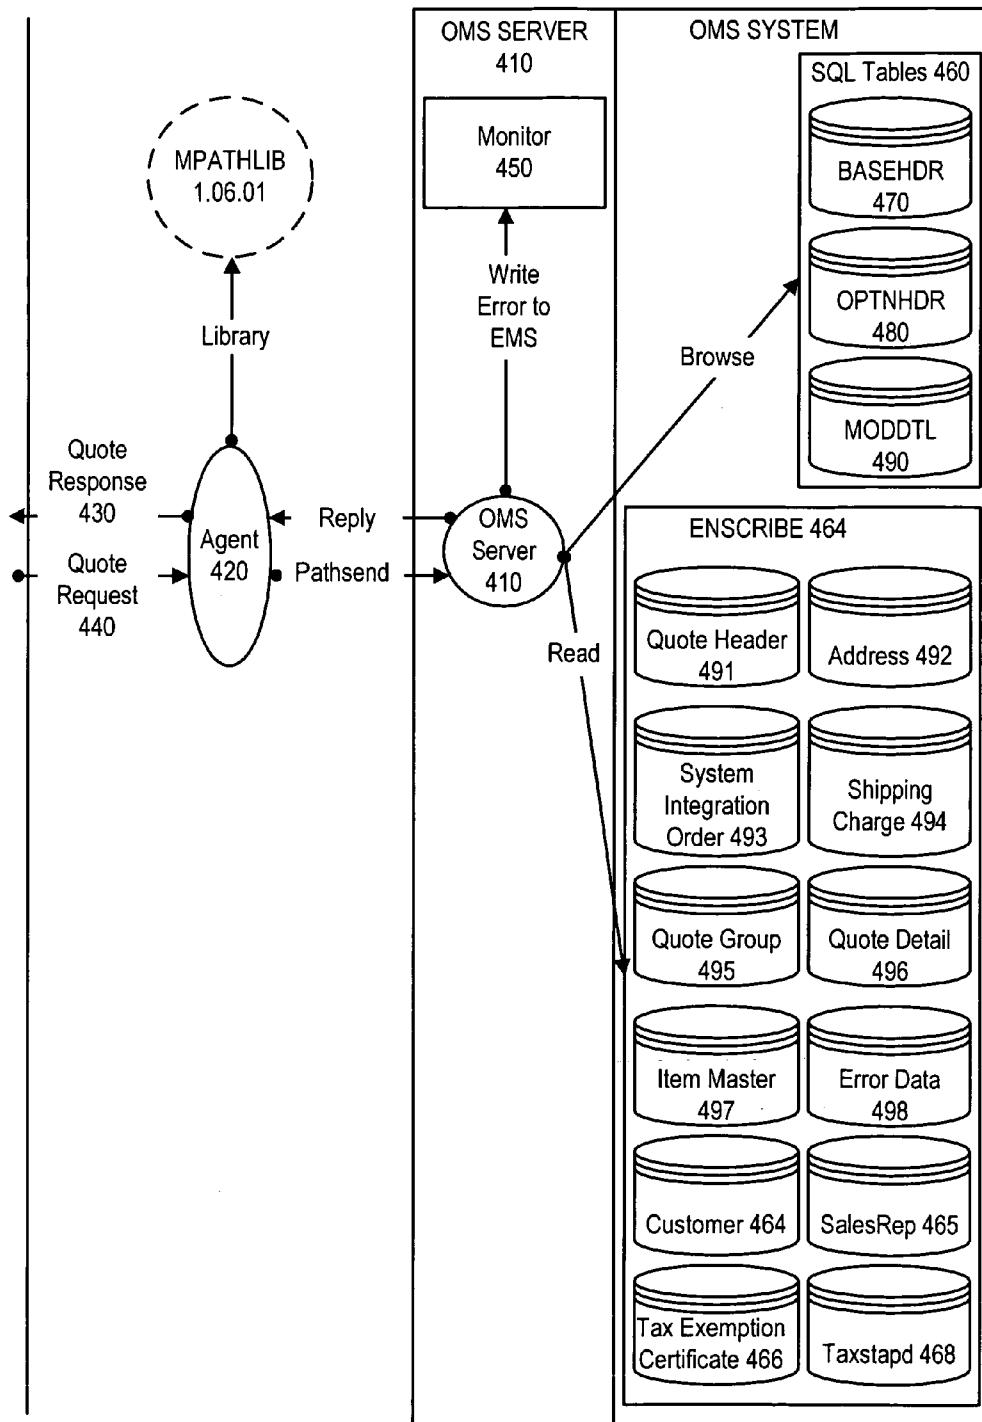 OMS SERVER
410
OMS SYSTEM
SQL Tables 460
BASEHDR
470
OPTNHDR
480
MODDTL
490
Monitor
450
MPATHLIB
1.06.01
Write
Error to
EMS
Library
Browse
Quote
Response
430
Quote
Request
440
Agent
420
Reply
Pathsend
OMS
Server
410
Read
ENSCRIBE 464
Quote Header
491
Address 492
System
Integration
Order 493
Shipping
Charge 494
Quote Group
495
Quote Detail
496
Item Master
497
Error Data
498
Customer 464
SalesRep 465
Tax Exemption
Certificate 466
Taxstapd 468